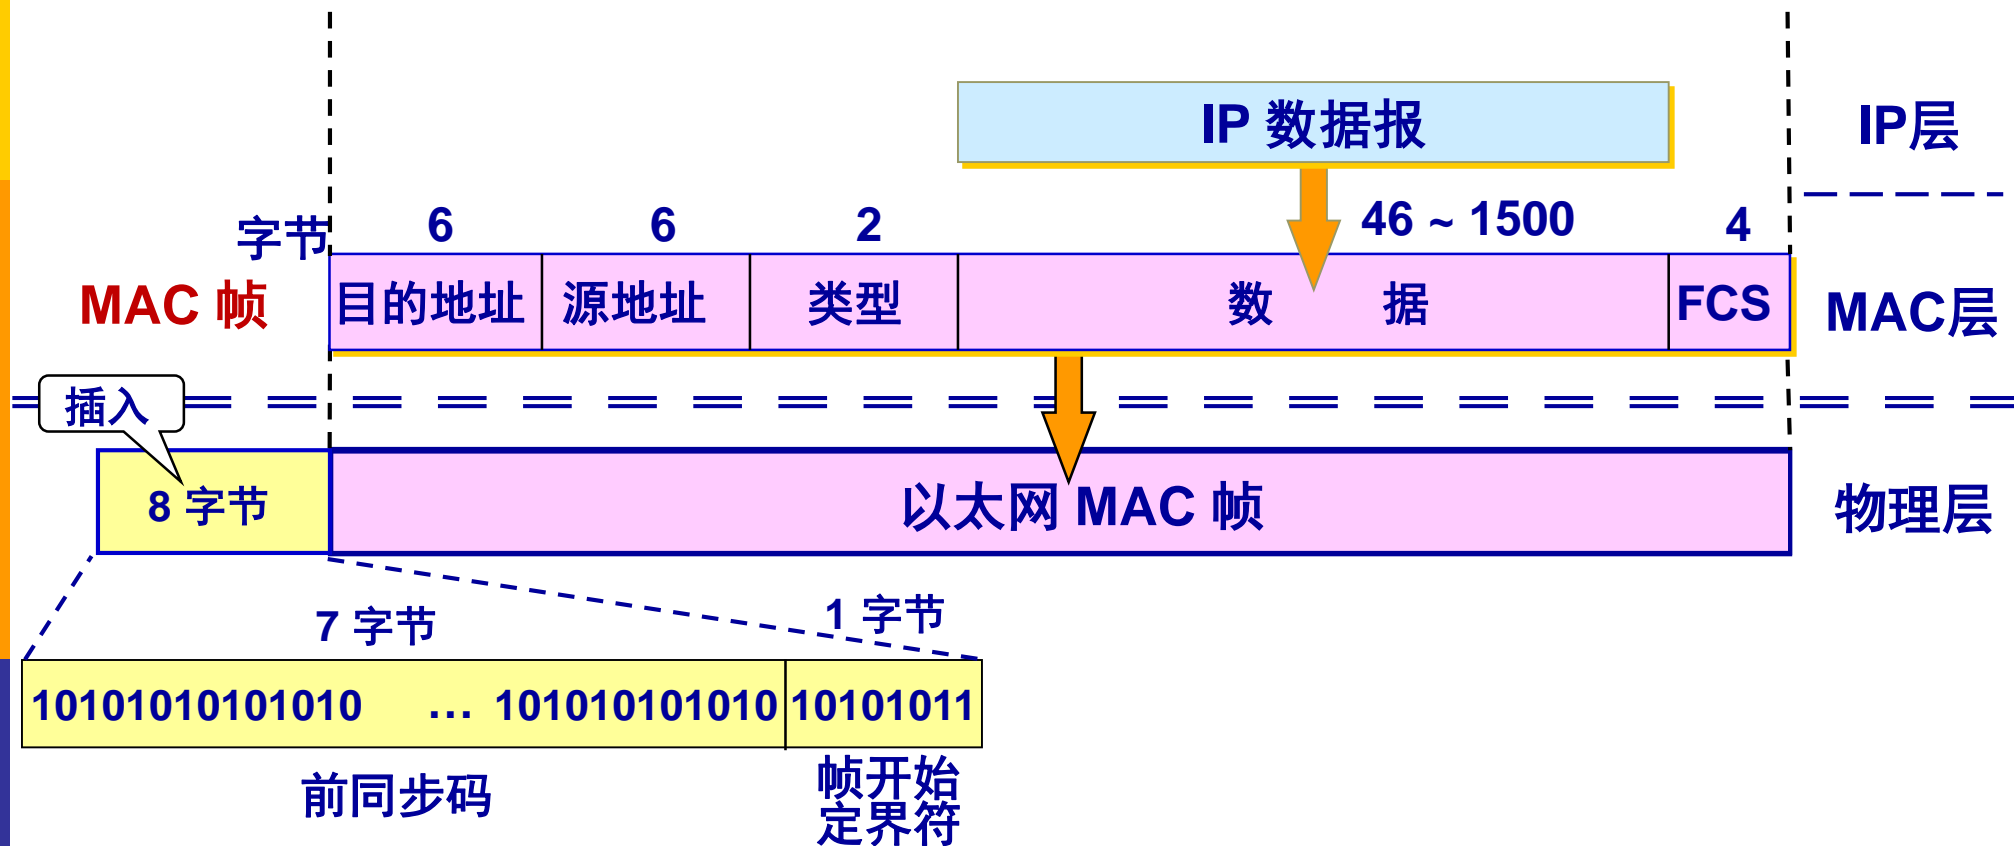 IP 数据报
IP层
字节 6 6 2 46 ~ 1500 4
MAC 帧 目的地址 源地址 类型 数 据 FCS MAC层
插入
8 字节 以太网 MAC 帧 物理层
7 字节 1 字节
10101010101010 … 101010101010 10101011
前同步码 帧开始
定界符